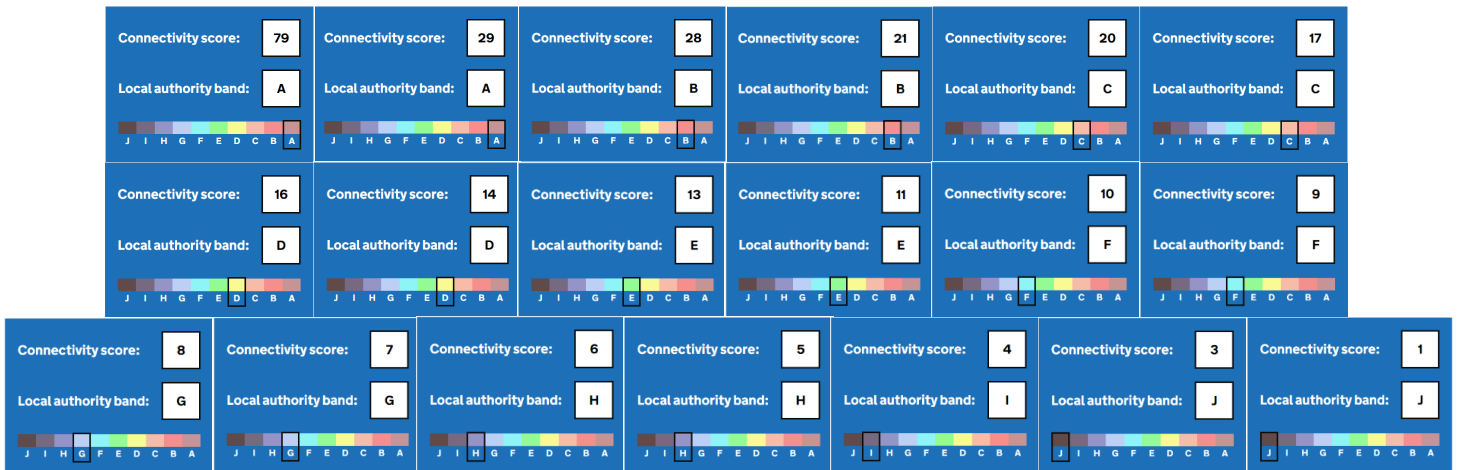 Connectivity score: 79
Local authority band: A
J I H G F E D C B A
Connectivity score: 29
Local authority band: A
J I H G F E D C B A
Connectivity score: 28
Local authority band: B
J I H G F E D C B A
Connectivity score: 21
Local authority band: B
J I H G F E D C B A
Connectivity score: 20
Local authority band: C
J I H G F E D C B A
Connectivity score: 17
Local authority band: C
J I H G F E D C B A
Connectivity score: 16
Local authority band: D
J I H G F E D C B A
Connectivity score: 14
Local authority band: D
J I H G F E D C B A
Connectivity score: 13
Local authority band: E
J I H G F E D C B A
Connectivity score: 11
Local authority band: E
J I H G F E D C B A
Connectivity score: 10
Local authority band: F
J I H G F E D C B A
Connectivity score: 9
Local authority band: F
J I H G F E D C B A
Connectivity score: 8
Local authority band: G
J I H G F E D C B A
Connectivity score: 7
Local authority band: G
J I H G F E D C B A
Connectivity score: 6
Local authority band: H
J I H G F E D C B A
Connectivity score: 5
Local authority band: H
J I H G F E D C B A
Connectivity score: 4
Local authority band: I
J I H G F E D C B A
Connectivity score: 3
Local authority band: J
J I H G F E D C B A
Connectivity score: 1
Local authority band: J
J I H G F E D C B A